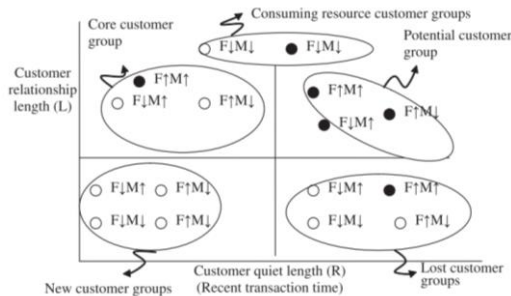 Core customer
group
Consuming resource customer groups
Potential customer
group
Customer
relationship
length (L)
F↓M↓ F↓M↓
F↑M↑
F↓M↑ F↑M↓
F↑M↑
F↑M↓
F↓M↑
F↓M↑ F↑M↓
F↓M↓ F↑M↓
F↓M↑ F↑M↑
F↓M↓ F↑M↓
New customer groups
Customer quiet length (R)
(Recent transaction time)
Lost customer
groups